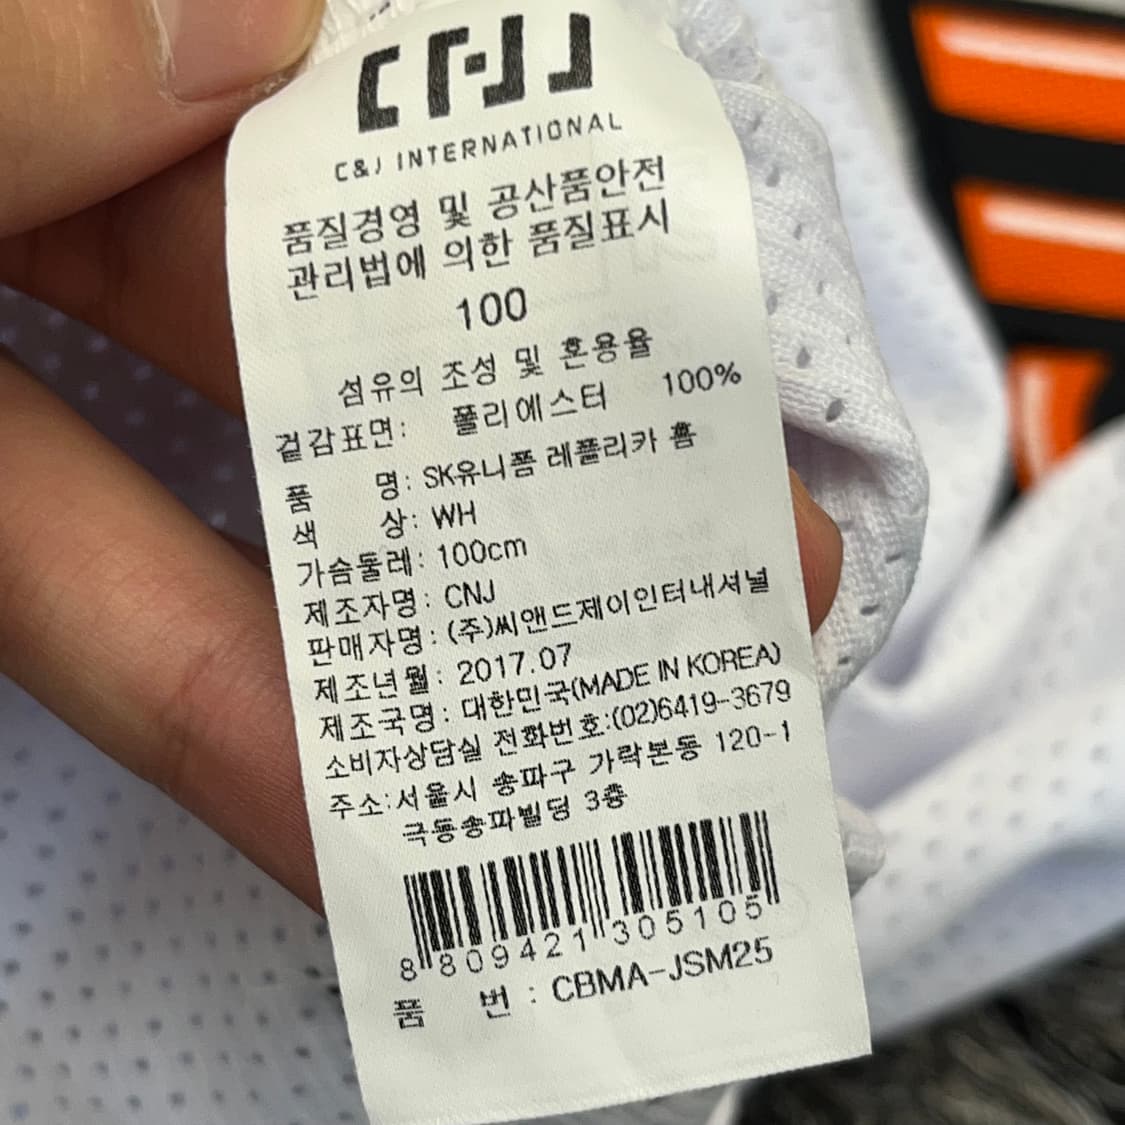 CNJ
C&J INTERNATIONAL
품질경영 및 공산품안전
관리법에 의한 품질표시
100
섬유의 조성 및 혼용율
겉감표면: 폴리에스터 100%
품 명: SK유니폼 레플리카 홈
색 상: WH
가슴둘레: 100cm
제조자명: CNJ
판매자명: (주)씨앤드제이인터내셔널
제조년월: 2017.07
제조국명: 대한민국(MADE IN KOREA)
소비자상담실 전화번호:(02)6419-3679
주소:서울시 송파구 가락본동 120-1
극동송파빌딩 3층
8 809421 305105
품 번: CBMA-JSM25